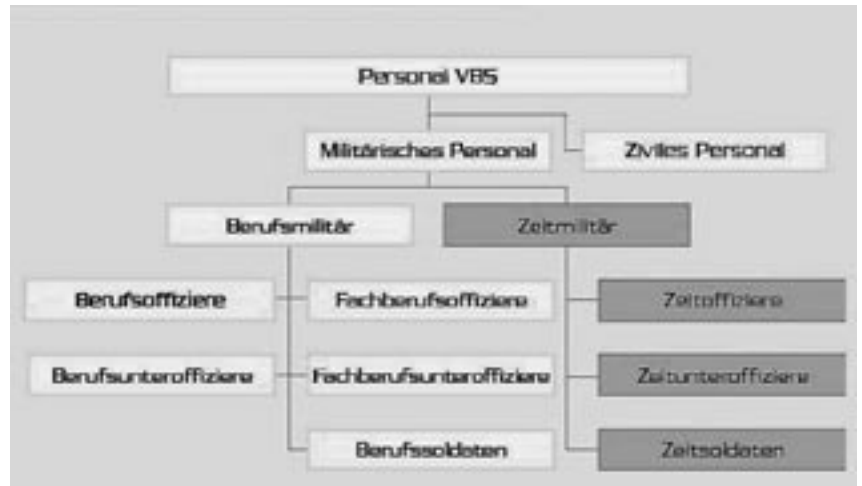 Personal VBS
Militärisches Personal
Ziviles Personal
Berufsmilitär
Zeitmilitär
Berufsoffiziere
Fachberufsoffiziere
Zeitoffiziere
Berufsunteroffiziere
Fachberufsunteroffiziere
Zeitunteroffiziere
Berufssoldaten
Zeitsoldaten